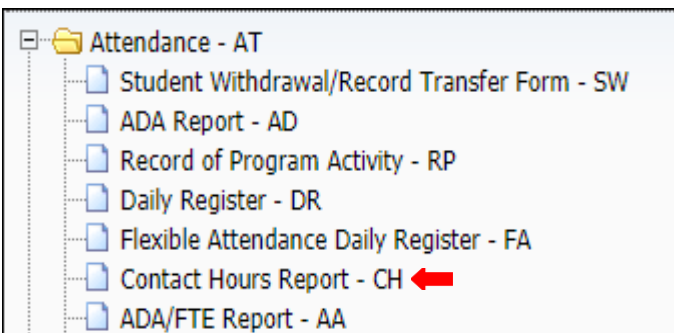 Attendance - AT
Student Withdrawal/Record Transfer Form - SW
ADA Report - AD
Record of Program Activity - RP
Daily Register - DR
Flexible Attendance Daily Register - FA
Contact Hours Report - CH
ADA/FTE Report - AA